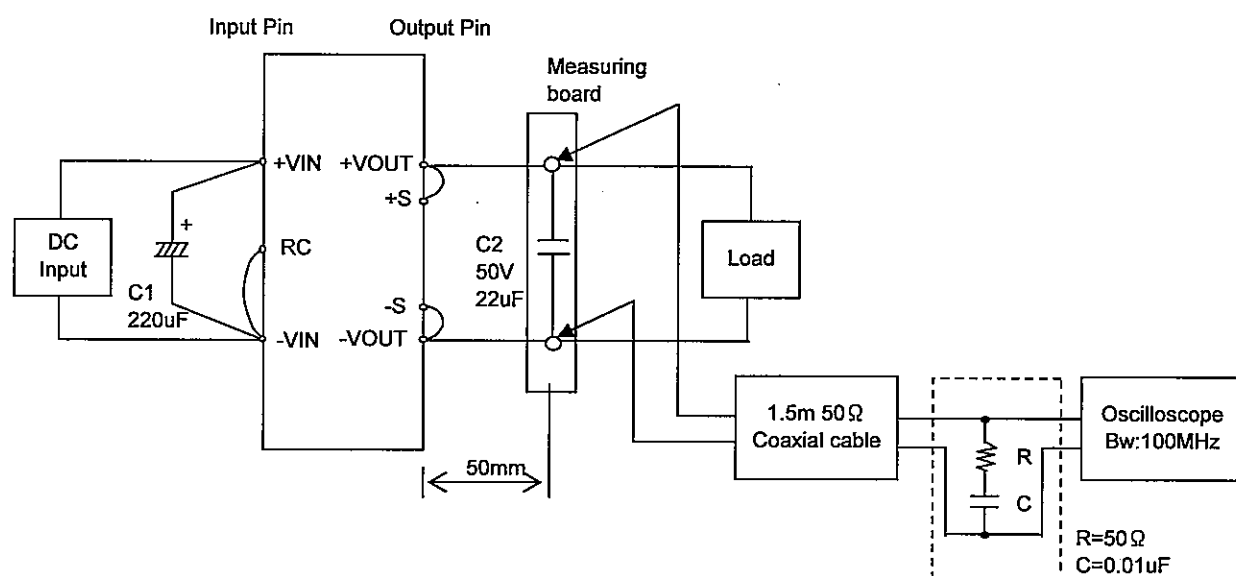 Input Pin
Output Pin
Measuring
board
+VIN
+VOUT
+S
+
DC
Input
RC
C1
220uF
C2
50V
22uF
Load
-S
-VIN
-VOUT
50mm
1.5m 50Ω
Coaxial cable
R
C
Oscilloscope
Bw:100MHz
R=50Ω
C=0.01uF